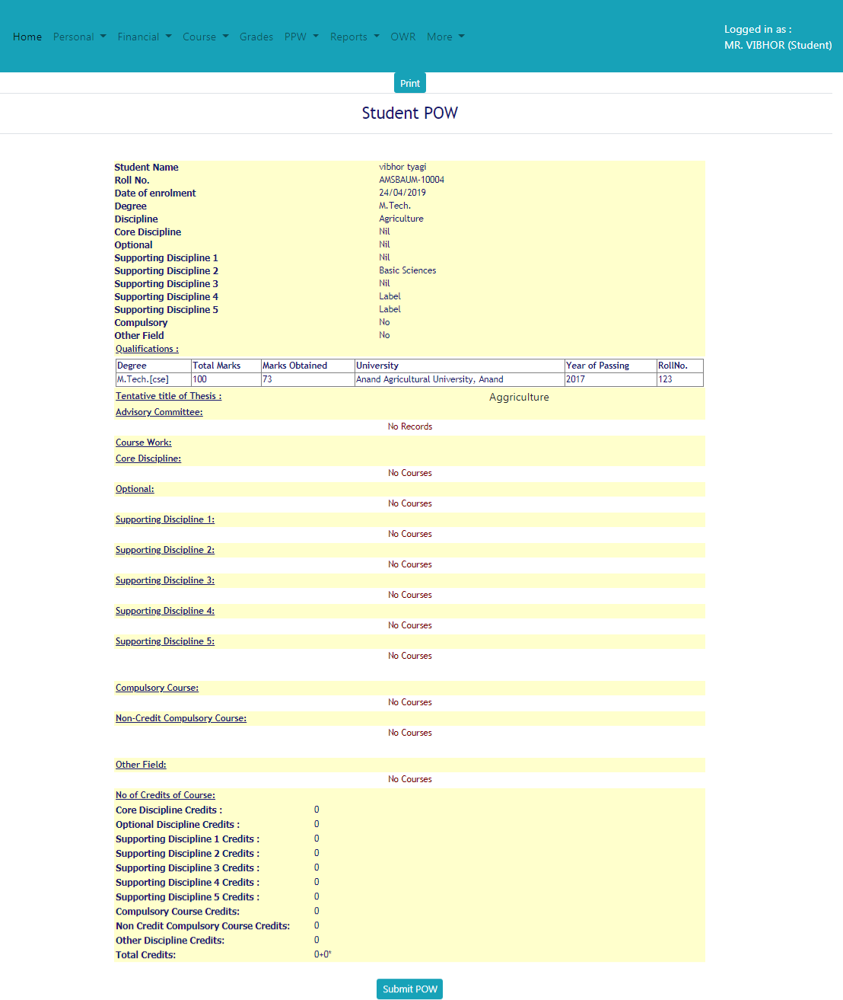 Home Personal Financial Course Grades PPW Reports OWR More
Logged in as :
MR. VIBHOR (Student)
Print
Student POW
Student Name vibhor tyagi
Roll No. AMSBAUM-10004
Date of enrolment 24/04/2019
Degree M.Tech.
Discipline Agriculture
Core Discipline Nil
Optional Nil
Supporting Discipline 1 Nil
Supporting Discipline 2 Basic Sciences
Supporting Discipline 3 Nil
Supporting Discipline 4 Label
Supporting Discipline 5 Label
Compulsory No
Other Field No
Qualifications :
Degree Total Marks Marks Obtained University Year of Passing RollNo.
M.Tech.[cse] 100 73 Anand Agricultural University, Anand 2017 123
Tentative title of Thesis : Aggriculture
Advisory Committee:
No Records
Course Work:
Core Discipline:
No Courses
Optional:
No Courses
Supporting Discipline 1:
No Courses
Supporting Discipline 2:
No Courses
Supporting Discipline 3:
No Courses
Supporting Discipline 4:
No Courses
Supporting Discipline 5:
No Courses
Compulsory Course:
No Courses
Non-Credit Compulsory Course:
No Courses
Other Field:
No Courses
No of Credits of Course:
Core Discipline Credits : 0
Optional Discipline Credits : 0
Supporting Discipline 1 Credits : 0
Supporting Discipline 2 Credits : 0
Supporting Discipline 3 Credits : 0
Supporting Discipline 4 Credits : 0
Supporting Discipline 5 Credits : 0
Compulsory Course Credits: 0
Non Credit Compulsory Course Credits: 0
Other Discipline Credits: 0
Total Credits: 0+0*
Submit POW